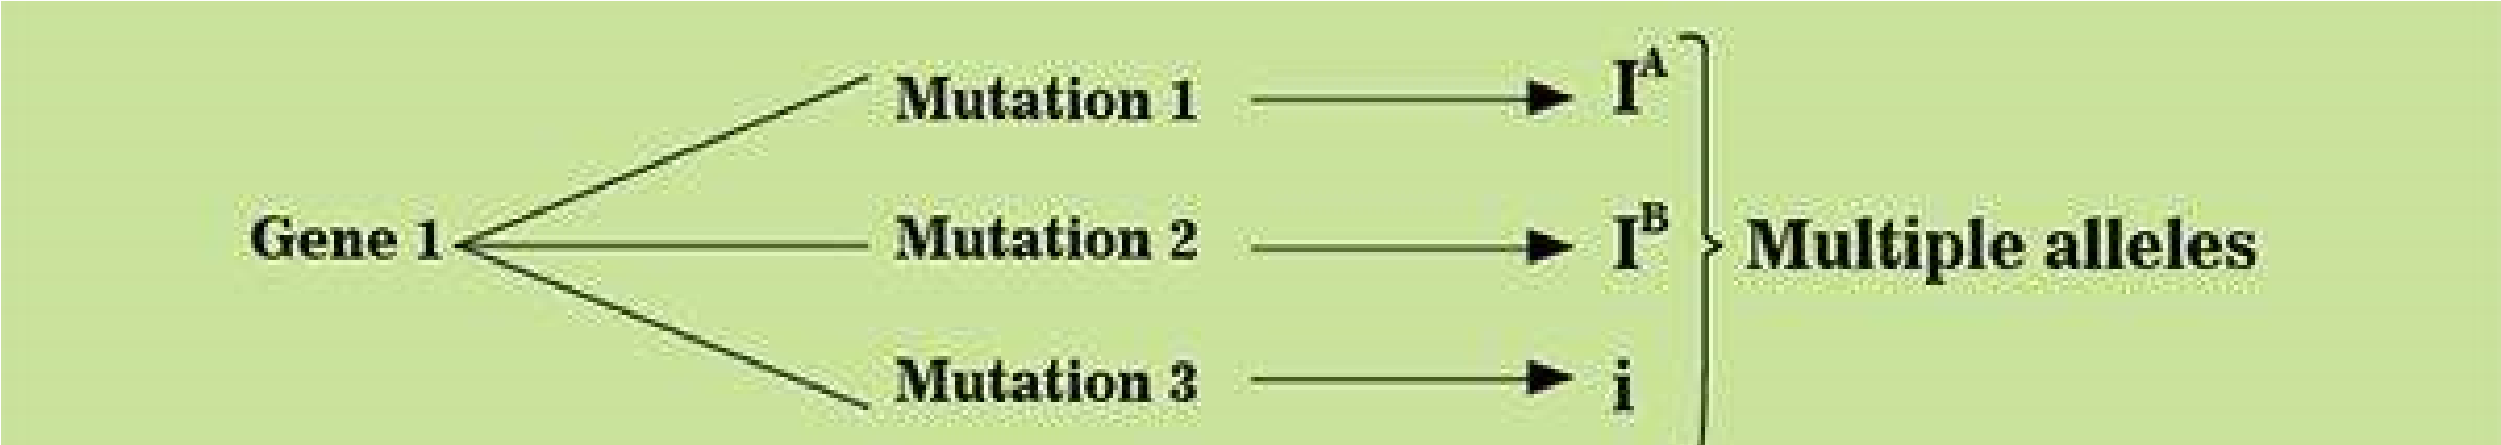 Mutation 1 I^A
Gene 1 Mutation 2 I^B Multiple alleles
Mutation 3 i